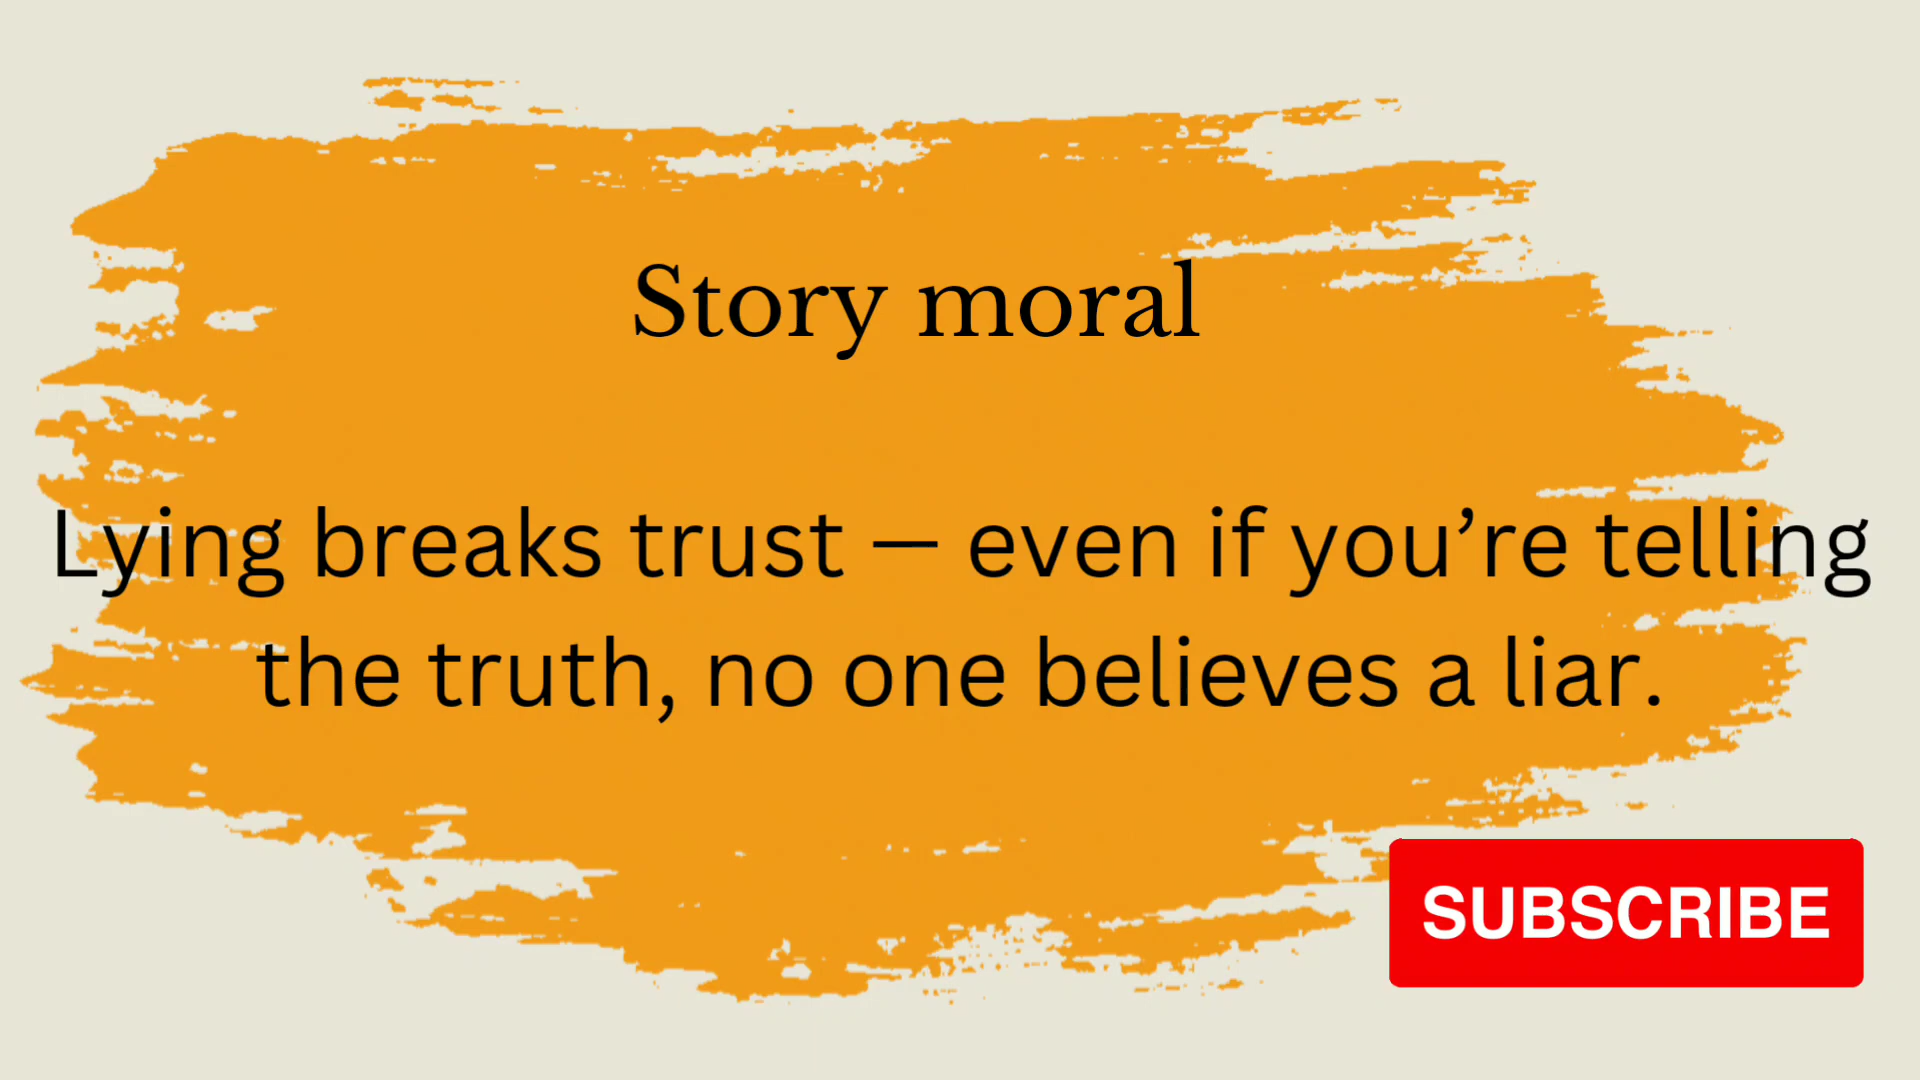 Story moral
Lying breaks trust — even if you’re telling
the truth, no one believes a liar.
SUBSCRIBE